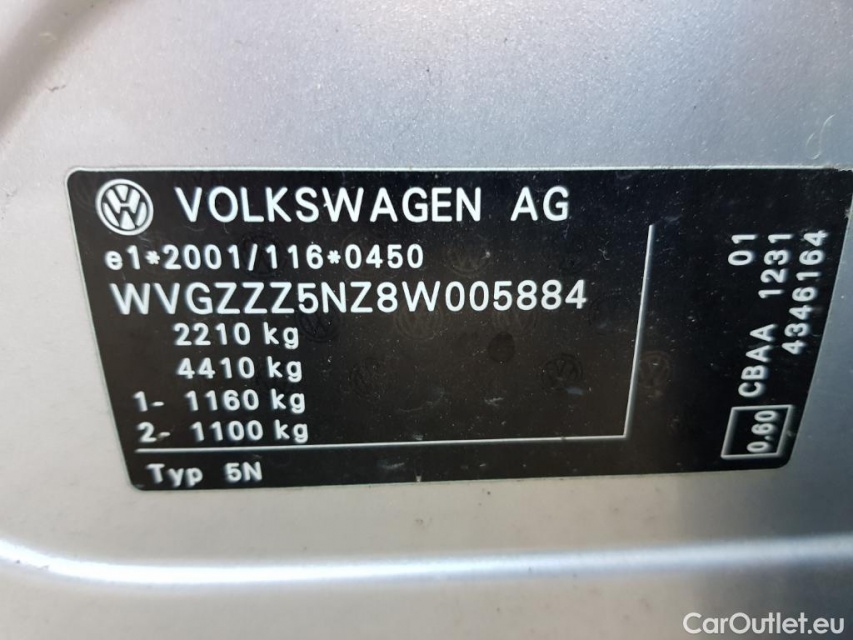 VOLKSWAGEN AG
e1*2001/116*0450
WVGZZZ5NZ8W005884
2210 kg
4410 kg
1- 1160 kg
2- 1100 kg
Typ 5N
01
CBAA 1231
4346164
0.60
CarOutlet.eu